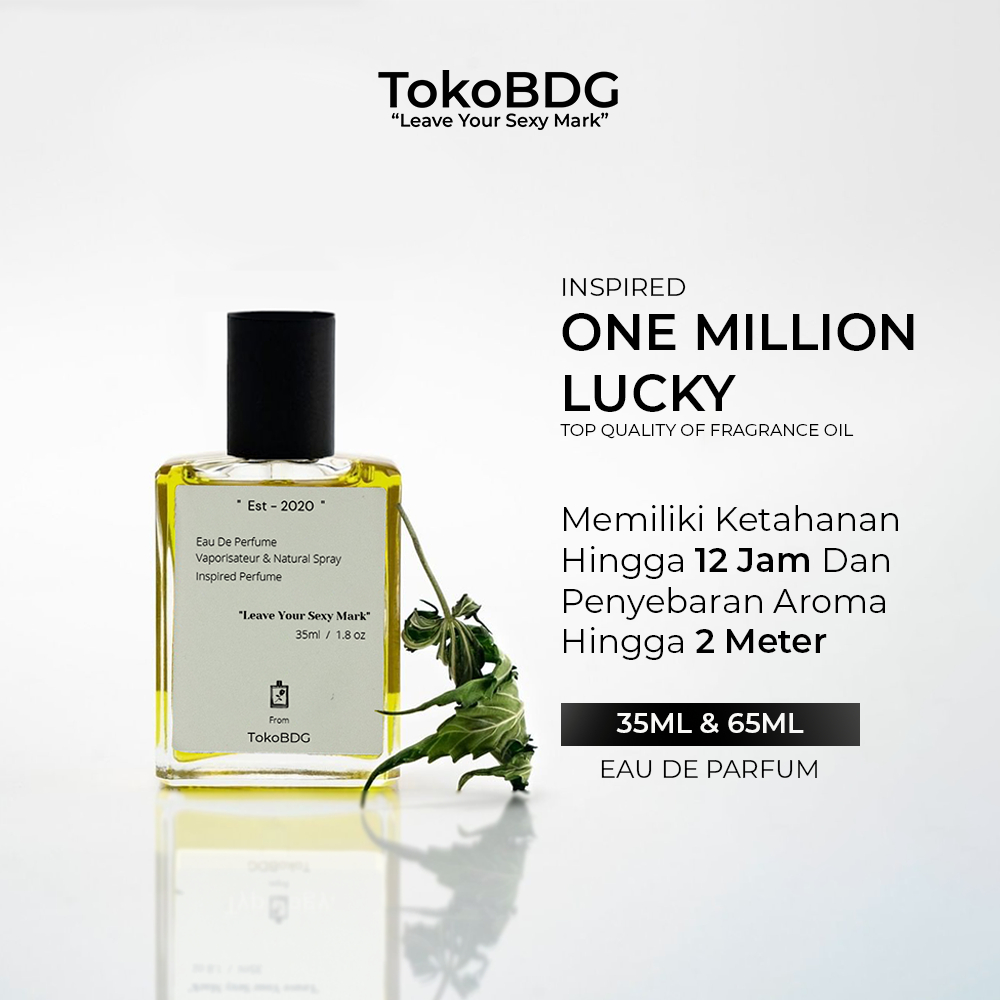 TokoBDG
“Leave Your Sexy Mark”
INSPIRED
ONE MILLION
LUCKY
TOP QUALITY OF FRAGRANCE OIL
" Est - 2020 "
Eau De Perfume
Vaporisateur & Natural Spray
Inspired Perfume
"Leave Your Sexy Mark"
35ml / 1.8 oz
From
TokoBDG
Memiliki Ketahanan
Hingga 12 Jam Dan
Penyebaran Aroma
Hingga 2 Meter
35ML & 65ML
EAU DE PARFUM